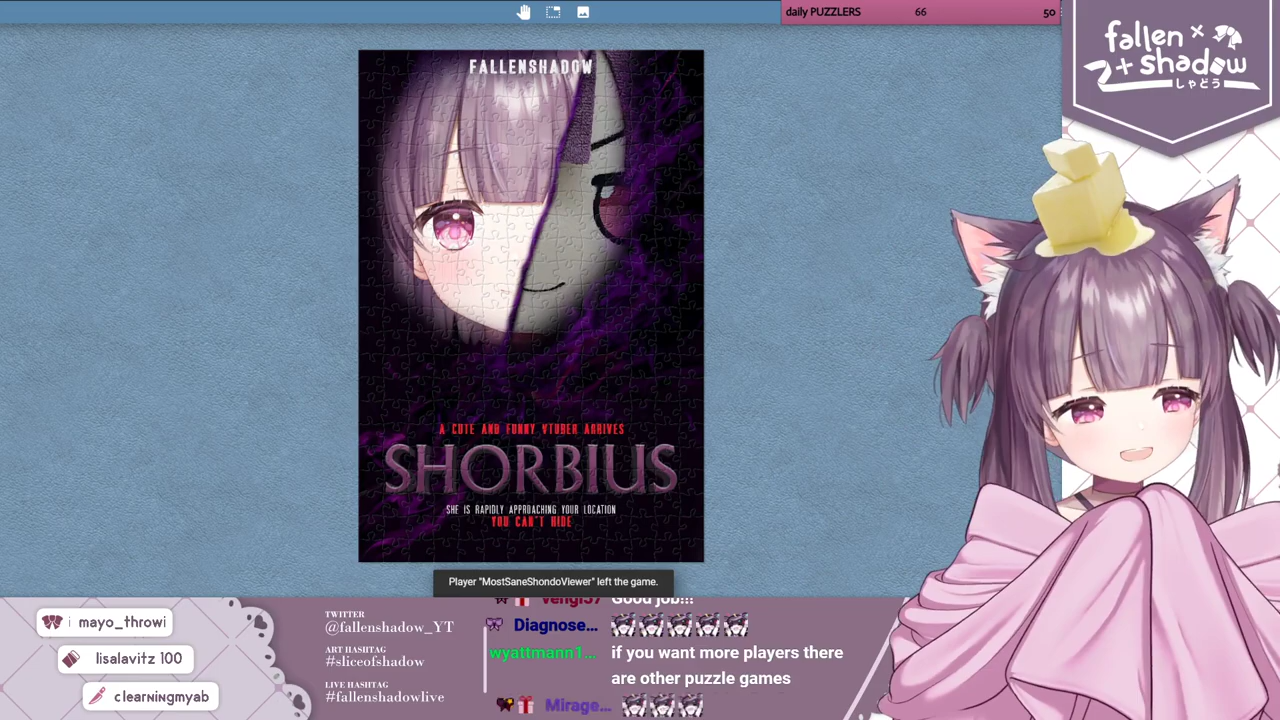 daily PUZZLERS 66 50
fallen
shadow
しゃどう
FALLENSHADOW
A CUTE AND FUNNY VTUBER ARRIVES
SHORBIUS
SHE IS RAPIDLY APPROACHING YOUR LOCATION
YOU CAN'T HIDE
Player "MostSaneShondoViewer" left the game.
mayo_throwi
lisalavitz 100
clearningmyab
TWITTER
@fallenshadow_YT
ART HASHTAG
#sliceofshadow
LIVE HASHTAG
#fallenshadowlive
Good job!!!
Diagnose...
wyattmann1... if you want more players there
are other puzzle games
Mirage...